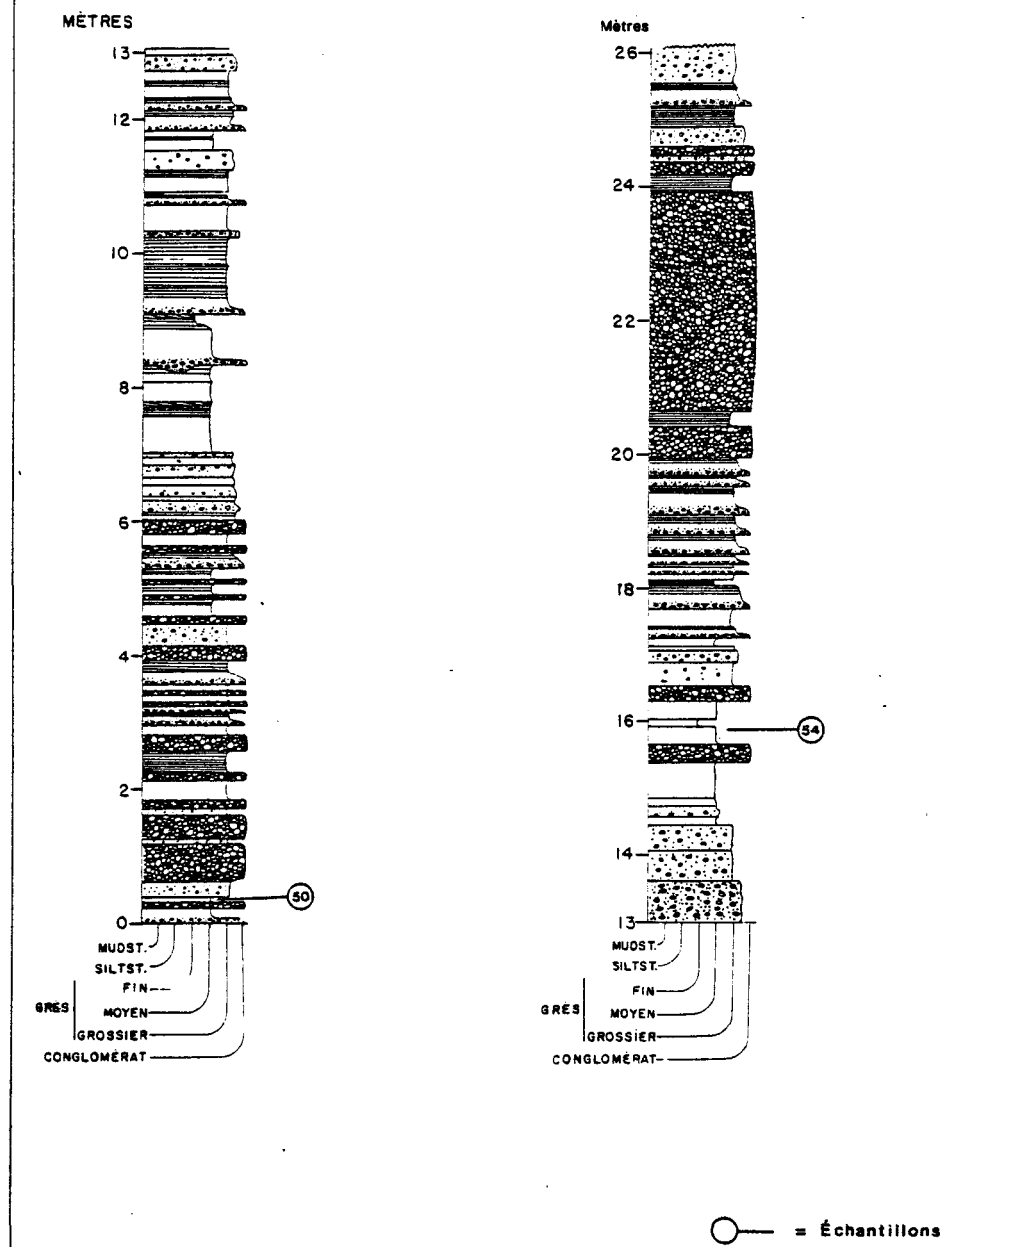 MÈTRES
13
12
10
8
6
4
2
0
50
MUDST.
SILTST.
FIN
GRÈS
MOYEN
GROSSIER
CONGLOMÉRAT
Mètres
26
24
22
20
18
16
54
14
13
MUDST.
SILTST.
FIN
GRÈS
MOYEN
GROSSIER
CONGLOMÉRAT
= Échantillons